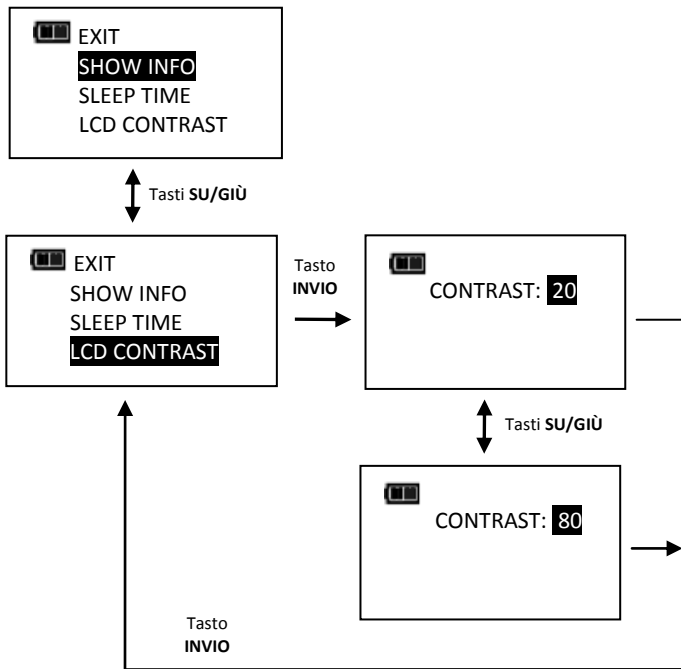 EXIT
SHOW INFO
SLEEP TIME
LCD CONTRAST
Tasti SU/GIÙ
EXIT
SHOW INFO
SLEEP TIME
LCD CONTRAST
Tasto
INVIO
CONTRAST: 20
Tasti SU/GIÙ
CONTRAST: 80
Tasto
INVIO